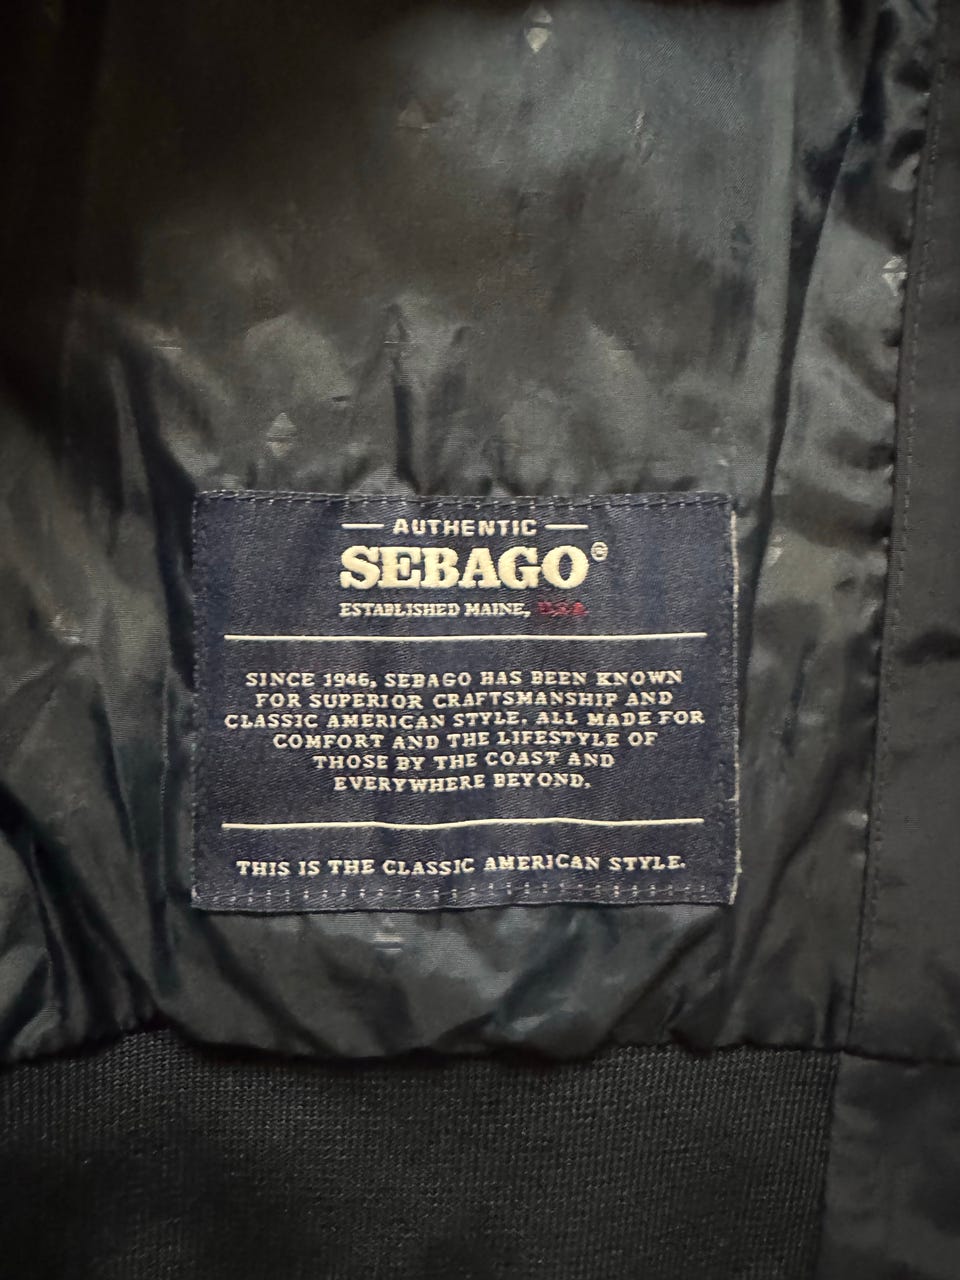 AUTHENTIC
SEBAGO®
ESTABLISHED MAINE, U.S.A.
SINCE 1946, SEBAGO HAS BEEN KNOWN
FOR SUPERIOR CRAFTSMANSHIP AND
CLASSIC AMERICAN STYLE. ALL MADE FOR
COMFORT AND THE LIFESTYLE OF
THOSE BY THE COAST AND
EVERYWHERE BEYOND.
THIS IS THE CLASSIC AMERICAN STYLE.